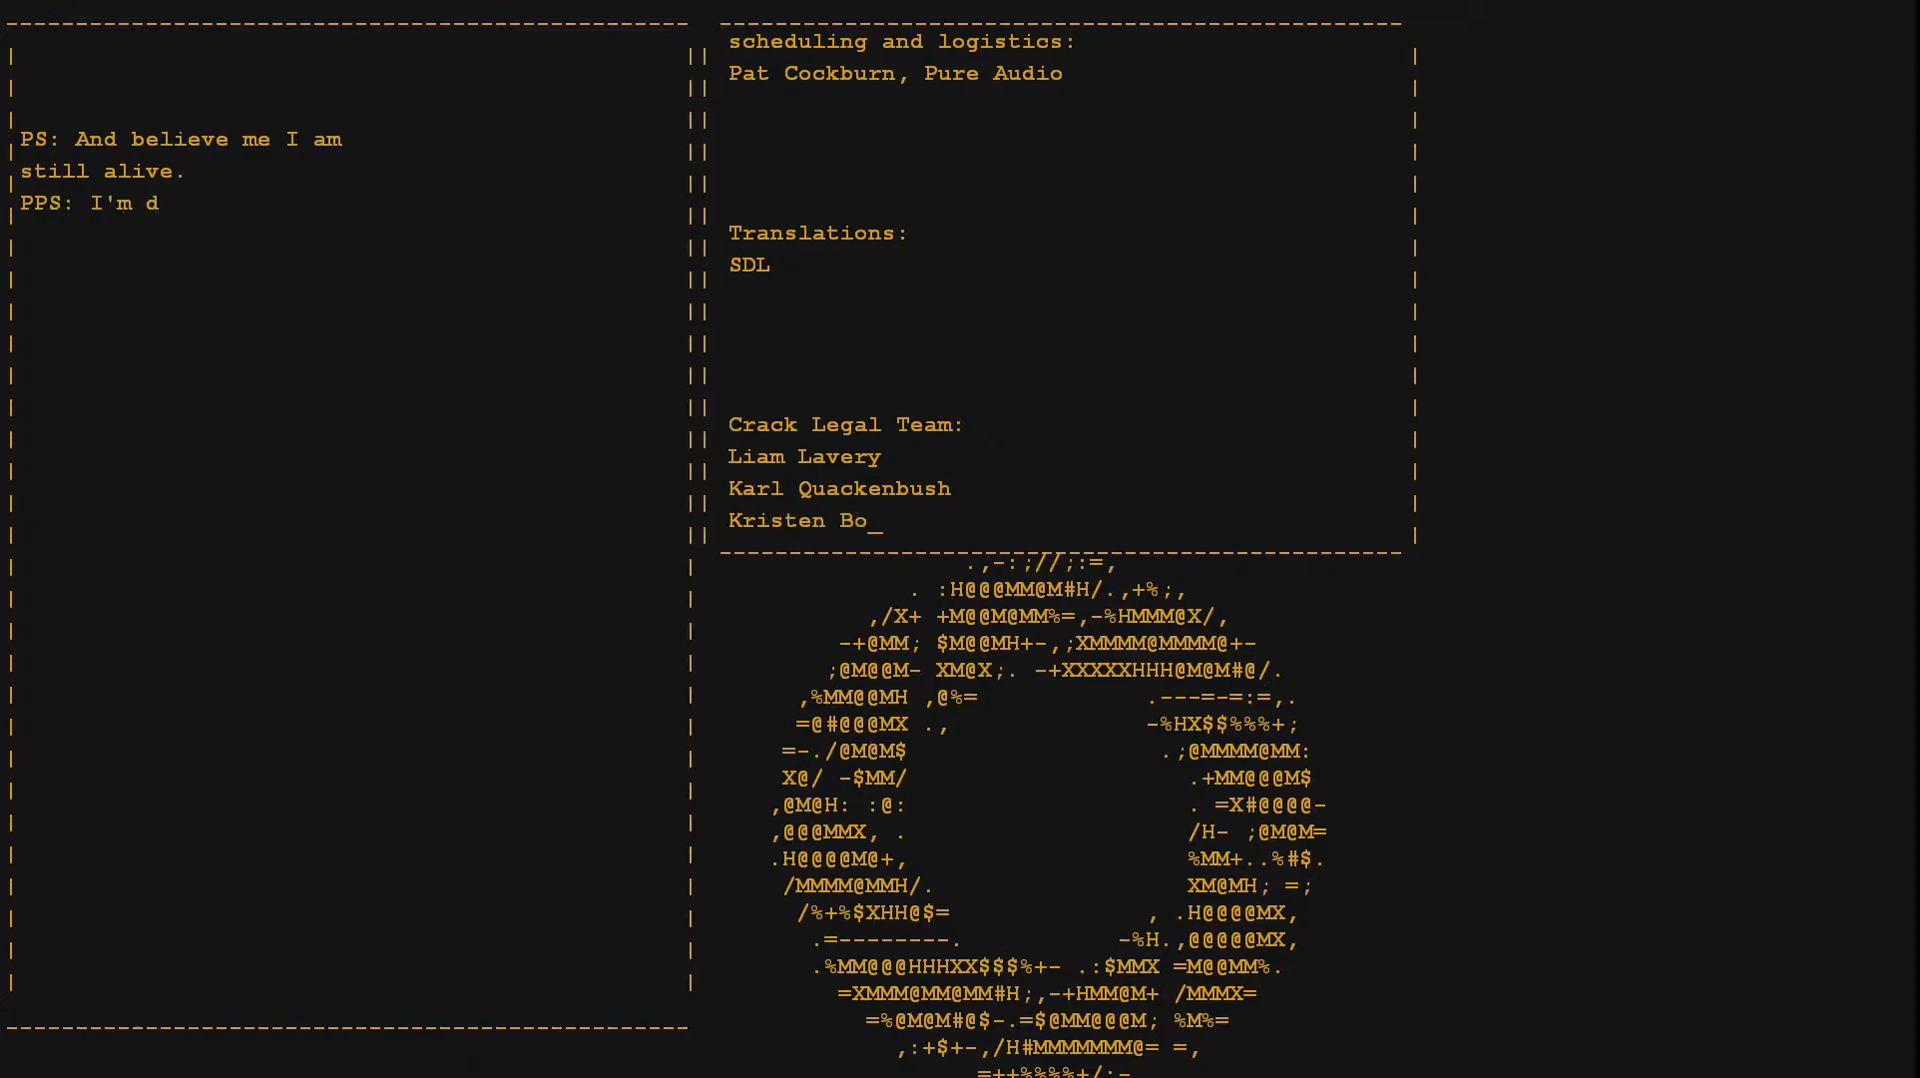 PS: And believe me I am
still alive.
PPS: I'm d
scheduling and logistics:
Pat Cockburn, Pure Audio
Translations:
SDL
Crack Legal Team:
Liam Lavery
Karl Quackenbush
Kristen Bo_